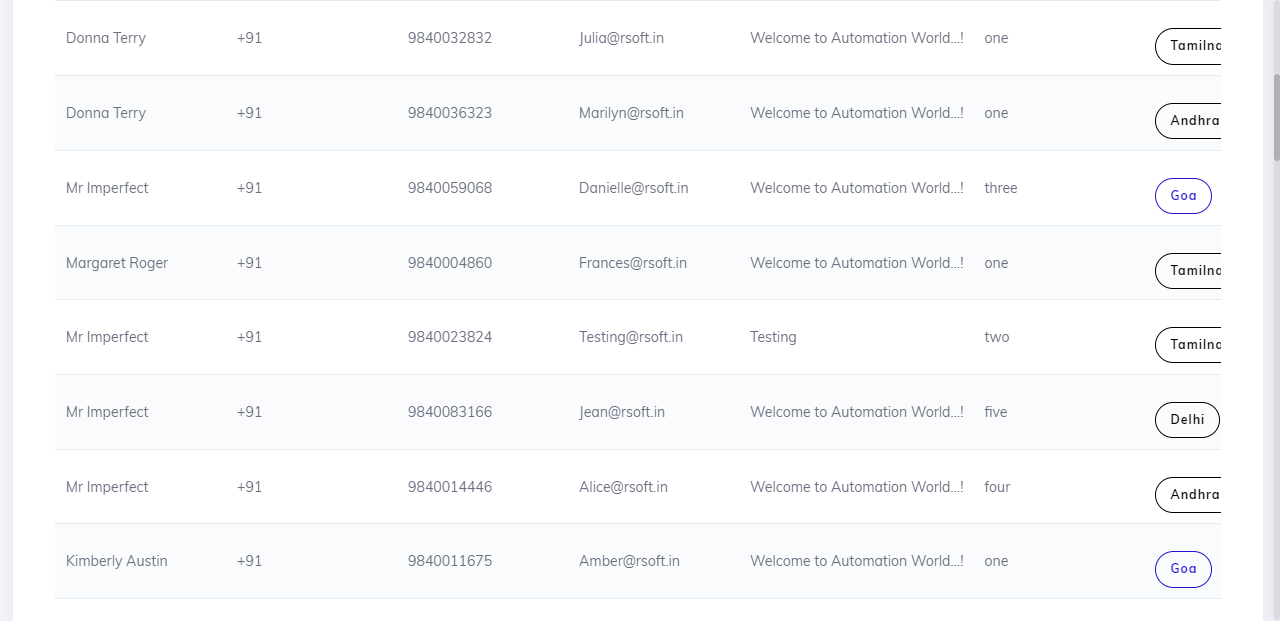 Donna Terry +91 9840032832 Julia@rsoft.in Welcome to Automation World...! one Tamilna
Donna Terry +91 9840036323 Marilyn@rsoft.in Welcome to Automation World...! one Andhra
Mr Imperfect +91 9840059068 Danielle@rsoft.in Welcome to Automation World...! three Goa
Margaret Roger +91 9840004860 Frances@rsoft.in Welcome to Automation World...! one Tamilna
Mr Imperfect +91 9840023824 Testing@rsoft.in Testing two Tamilna
Mr Imperfect +91 9840083166 Jean@rsoft.in Welcome to Automation World...! five Delhi
Mr Imperfect +91 9840014446 Alice@rsoft.in Welcome to Automation World...! four Andhra
Kimberly Austin +91 9840011675 Amber@rsoft.in Welcome to Automation World...! one Goa